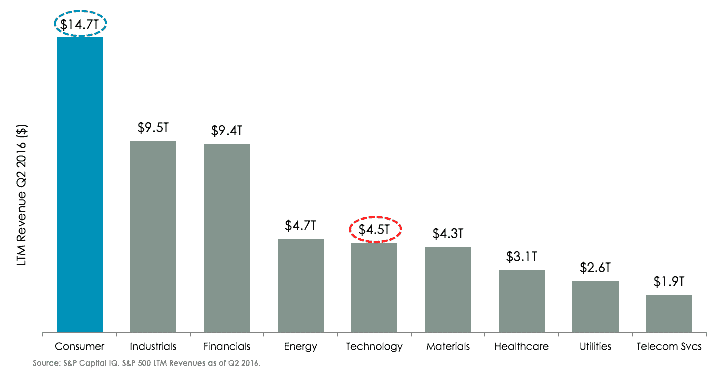 $14.7T
$9.5T
$9.4T
$4.7T
$4.5T
$4.3T
$3.1T
$2.6T
$1.9T
LTM Revenue Q2 2016 ($)
Consumer Industrials Financials Energy Technology Materials Healthcare Utilities Telecom Svcs
Source: S&P Capital IQ. S&P 500 LTM Revenues as of Q2 2016.